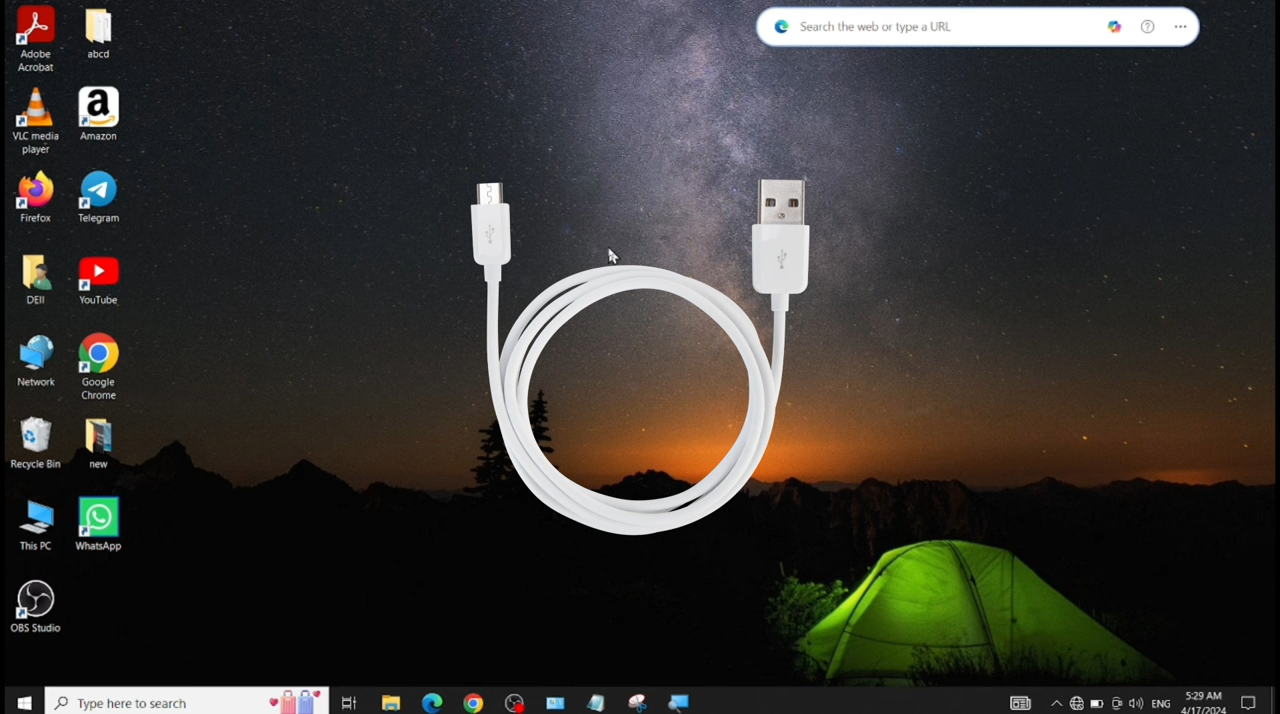 Search the web or type a URL
Adobe
Acrobat
abcd
VLC media
player
a
Amazon
Firefox
Telegram
DEII
YouTube
Network
Google
Chrome
Recycle Bin
new
This PC
WhatsApp
OBS Studio
Type here to search
ENG
5:29 AM
4/17/2024